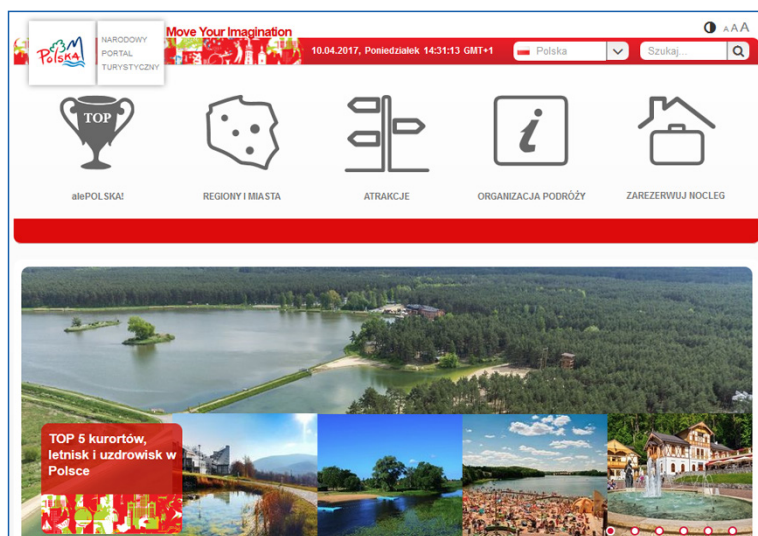 Move Your Imagination
PolskA
NARODOWY
PORTAL
TURYSTYCZNY
10.04.2017, Poniedziałek 14:31:13 GMT+1
Polska
Szukaj...
A A A
TOP
alePOLSKA!
REGIONY I MIASTA
ATRAKCJE
i
ORGANIZACJA PODRÓŻY
ZAREZERWUJ NOCLEG
TOP 5 kurortów,
letnisk i uzdrowisk w
Polsce